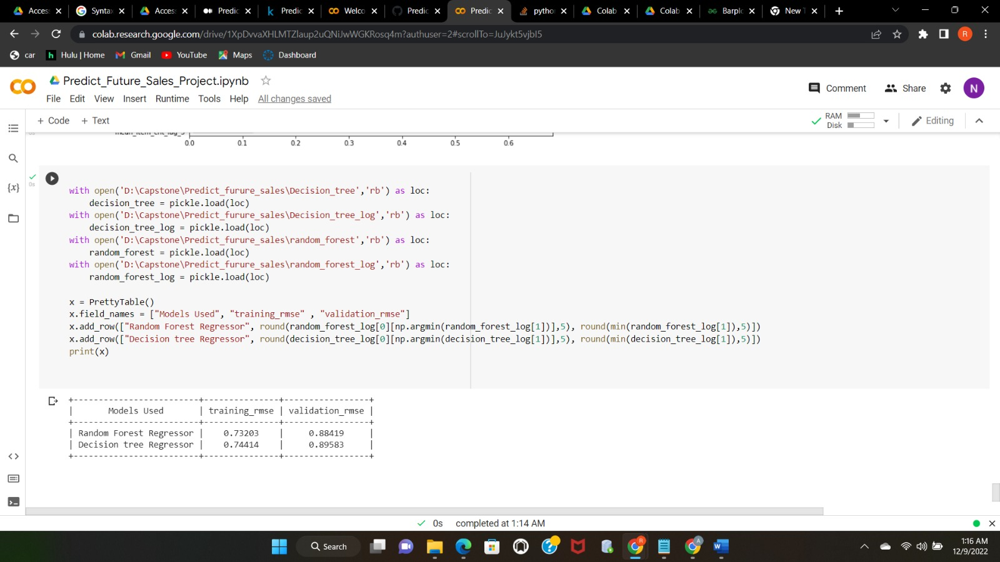 Acces
Synta
Acces
Predic
Predic
Welco
Predic
Predic
pytho
Colab
Colab
Barplo
New T
colab.research.google.com/drive/1XpDvvaXHLMTZlaup2uQNiJwWGKRosq4m?authuser=2#scrollTo=JuJykt5vjbI5
R
car
Hulu | Home
Gmail
YouTube
Maps
Dashboard
Predict_Future_Sales_Project.ipynb
File Edit View Insert Runtime Tools Help All changes saved
Comment
Share
N
+ Code + Text
RAM
Disk
Editing
0.0 0.1 0.2 0.3 0.4 0.5 0.6
0s
with open('D:\Capstone\Predict_furure_sales\Decision_tree','rb') as loc:
    decision_tree = pickle.load(loc)
with open('D:\Capstone\Predict_furure_sales\Decision_tree_log','rb') as loc:
    decision_tree_log = pickle.load(loc)
with open('D:\Capstone\Predict_furure_sales\random_forest','rb') as loc:
    random_forest = pickle.load(loc)
with open('D:\Capstone\Predict_furure_sales\random_forest_log','rb') as loc:
    random_forest_log = pickle.load(loc)
x = PrettyTable()
x.field_names = ["Models Used", "training_rmse" , "validation_rmse"]
x.add_row(["Random Forest Regressor", round(random_forest_log[0][np.argmin(random_forest_log[1])],5), round(min(random_forest_log[1]),5)])
x.add_row(["Decision tree Regressor", round(decision_tree_log[0][np.argmin(decision_tree_log[1])],5), round(min(decision_tree_log[1]),5)])
print(x)
+-------------------------+---------------+-----------------+
|       Models Used       | training_rmse | validation_rmse |
+-------------------------+---------------+-----------------+
| Random Forest Regressor |    0.73203    |     0.88419     |
| Decision tree Regressor |    0.74414    |     0.89583     |
+-------------------------+---------------+-----------------+
0s completed at 1:14 AM
Search
R
A
W
1:16 AM
12/9/2022